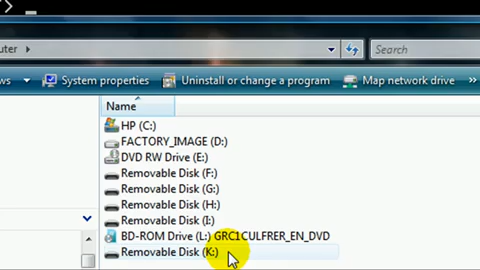 uter
Search
ws
System properties
Uninstall or change a program
Map network drive
»
Name
HP (C:)
FACTORY_IMAGE (D:)
DVD RW Drive (E:)
Removable Disk (F:)
Removable Disk (G:)
Removable Disk (H:)
Removable Disk (I:)
BD-ROM Drive (L:) GRC1CULFRER_EN_DVD
Removable Disk (K:)